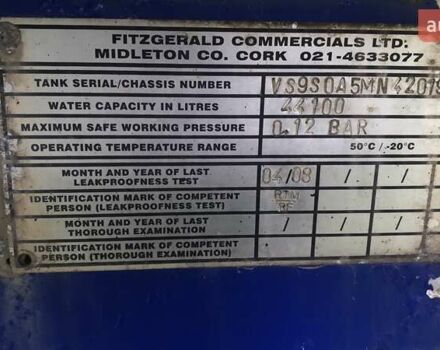 FITZGERALD COMMERCIALS LTD:
MIDLETON CO. CORK 021-4633077
TANK SERIAL/CHASSIS NUMBER VS9S0A5MN42019
WATER CAPACITY IN LITRES 44100
MAXIMUM SAFE WORKING PRESSURE 0.12 BAR
OPERATING TEMPERATURE RANGE 50°C / -20°C
MONTH AND YEAR OF LAST
LEAKPROOFNESS TEST 04/08 / /
IDENTIFICATION MARK OF COMPETENT
PERSON (LEAKPROOFNESS TEST)
MONTH AND YEAR OF LAST
THOROUGH EXAMINATION / / /
IDENTIFICATION MARK OF COMPETENT
PERSON (THOROUGH EXAMINATION)